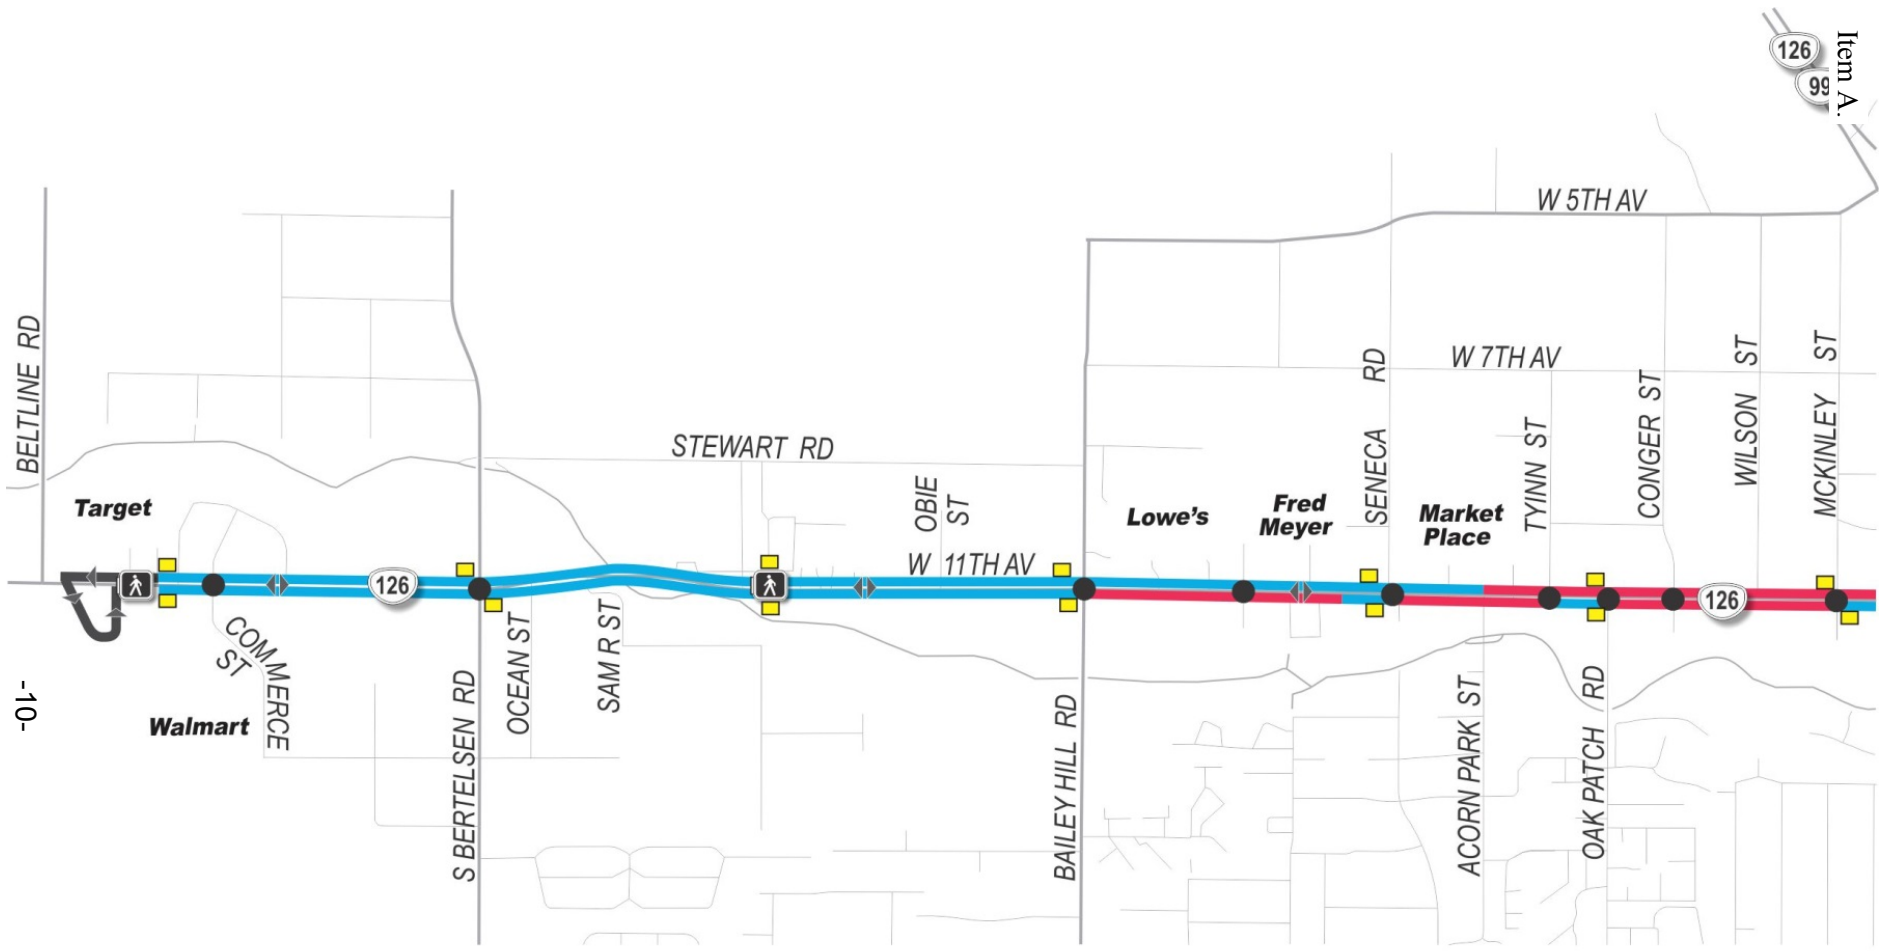 Item A.
126
99
W 5TH AV
BELTLINE RD
W 7TH AV
SENECA RD
WILSON ST
MCKINLEY ST
CONGER ST
TYINN ST
STEWART RD
OBIE ST
Target
Lowe's
Fred
Meyer
Market
Place
W 11TH AV
126
126
COMMERCE
ST
OCEAN ST
SAM R ST
Walmart
S BERTELSEN RD
BAILEY HILL RD
ACORN PARK ST
OAK PATCH RD
-10-